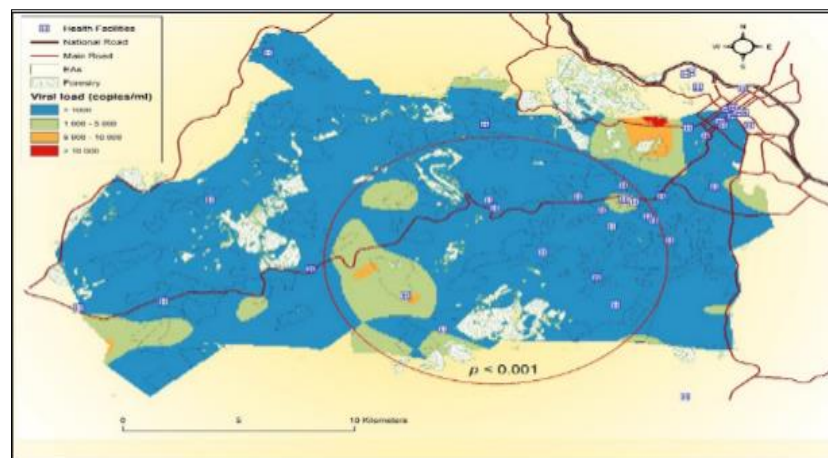 Health Facilities
National Road
Main Road
EAs
Forestry
Viral load (copies/ml)
1 000 - 5 000
5 000 - 10 000
> 10 000
N
W E
S
p < 0.001
0 5 10 Kilometers